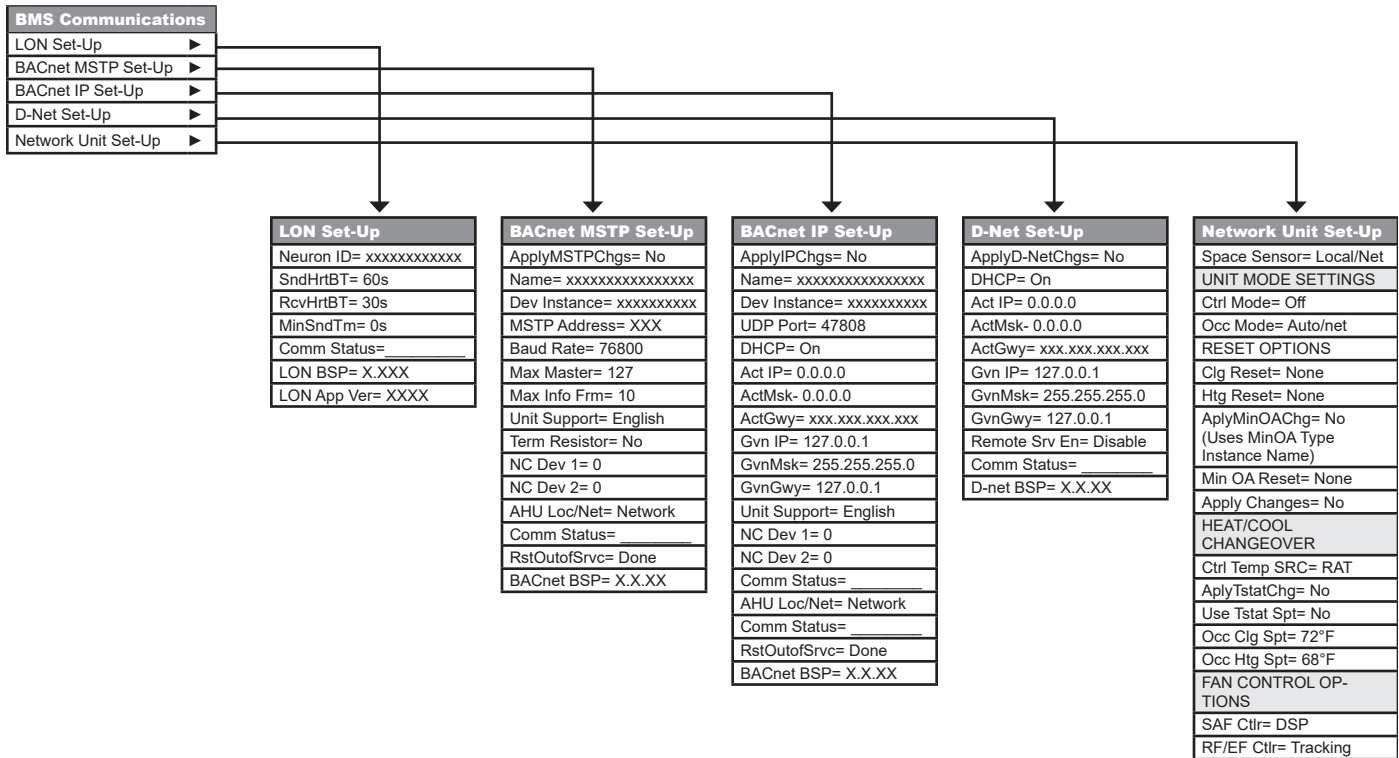 BMS Communications
LON Set-Up ►
BACnet MSTP Set-Up ►
BACnet IP Set-Up ►
D-Net Set-Up ►
Network Unit Set-Up ►
LON Set-Up
Neuron ID= xxxxxxxxxxxx
SndHrtBT= 60s
RcvHrtBT= 30s
MinSndTm= 0s
Comm Status=_________
LON BSP= X.XXX
LON App Ver= XXXX
BACnet MSTP Set-Up
ApplyMSTPChgs= No
Name= xxxxxxxxxxxxxxxx
Dev Instance= xxxxxxxxxx
MSTP Address= XXX
Baud Rate= 76800
Max Master= 127
Max Info Frm= 10
Unit Support= English
Term Resistor= No
NC Dev 1= 0
NC Dev 2= 0
AHU Loc/Net= Network
Comm Status= ________
RstOutofSrvc= Done
BACnet BSP= X.X.XX
BACnet IP Set-Up
ApplyIPChgs= No
Name= xxxxxxxxxxxxxxxx
Dev Instance= xxxxxxxxxx
UDP Port= 47808
DHCP= On
Act IP= 0.0.0.0
ActMsk- 0.0.0.0
ActGwy= xxx.xxx.xxx.xxx
Gvn IP= 127.0.0.1
GvnMsk= 255.255.255.0
GvnGwy= 127.0.0.1
Unit Support= English
NC Dev 1= 0
NC Dev 2= 0
Comm Status= ________
AHU Loc/Net= Network
Comm Status= ________
RstOutofSrvc= Done
BACnet BSP= X.X.XX
D-Net Set-Up
ApplyD-NetChgs= No
DHCP= On
Act IP= 0.0.0.0
ActMsk- 0.0.0.0
ActGwy= xxx.xxx.xxx.xxx
Gvn IP= 127.0.0.1
GvnMsk= 255.255.255.0
GvnGwy= 127.0.0.1
Remote Srv En= Disable
Comm Status= ________
D-net BSP= X.X.XX
Network Unit Set-Up
Space Sensor= Local/Net
UNIT MODE SETTINGS
Ctrl Mode= Off
Occ Mode= Auto/net
RESET OPTIONS
Clg Reset= None
Htg Reset= None
AplyMinOAChg= No
(Uses MinOA Type
Instance Name)
Min OA Reset= None
Apply Changes= No
HEAT/COOL
CHANGEOVER
Ctrl Temp SRC= RAT
AplyTstatChg= No
Use Tstat Spt= No
Occ Clg Spt= 72°F
Occ Htg Spt= 68°F
FAN CONTROL OP-
TIONS
SAF Ctlr= DSP
RF/EF Ctlr= Tracking